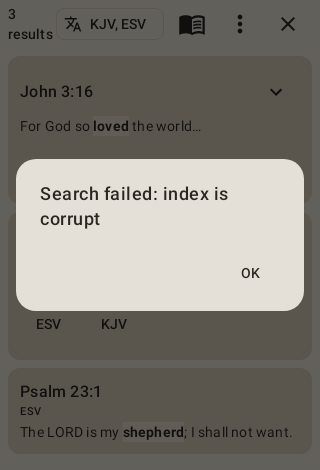 3
results
KJV, ESV
John 3:16
For God so loved the world…
Search failed: index is
corrupt
OK
ESV KJV
Psalm 23:1
ESV
The LORD is my shepherd; I shall not want.